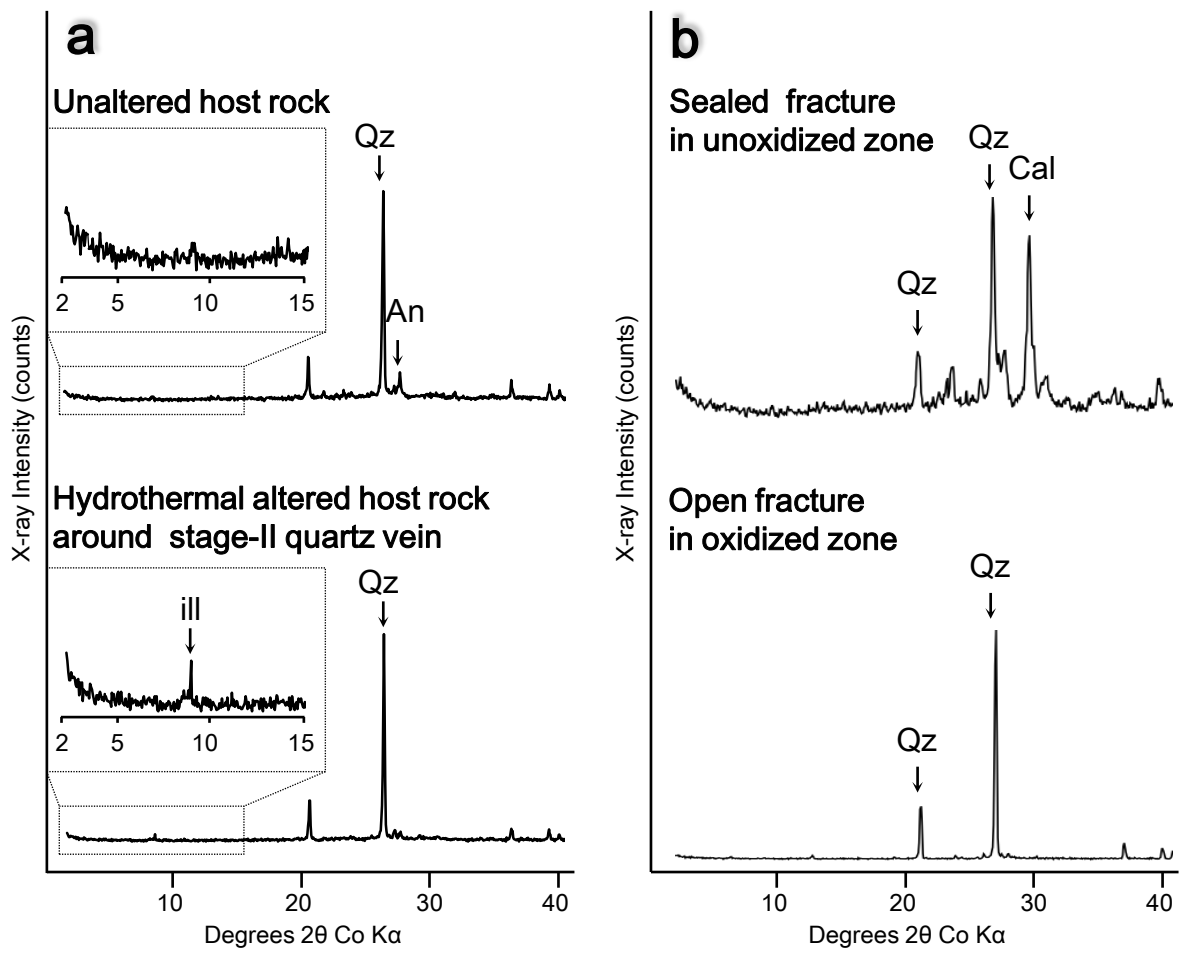 a
Unaltered host rock
Qz
An
2 5 10 15
Hydrothermal altered host rock
around stage-II quartz vein
Qz
ill
2 5 10 15
X-ray Intensity (counts)
10 20 30 40
Degrees 2θ Co Kα
b
Sealed fracture
in unoxidized zone
Qz
Cal
Qz
Open fracture
in oxidized zone
Qz
Qz
X-ray Intensity (counts)
10 20 30 40
Degrees 2θ Co Kα